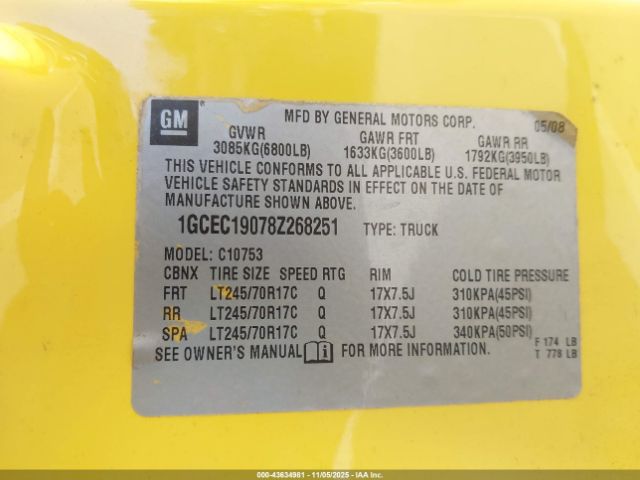 GM
MFD BY GENERAL MOTORS CORP. 05/08
GVWR GAWR FRT GAWR RR
3085KG(6800LB) 1633KG(3600LB) 1792KG(3950LB)
THIS VEHICLE CONFORMS TO ALL APPLICABLE U.S. FEDERAL MOTOR
VEHICLE SAFETY STANDARDS IN EFFECT ON THE DATE OF
MANUFACTURE SHOWN ABOVE.
1GCEC19078Z268251 TYPE: TRUCK
MODEL: C10753
CBNX TIRE SIZE SPEED RTG RIM COLD TIRE PRESSURE
FRT LT245/70R17C Q 17X7.5J 310KPA(45PSI)
RR LT245/70R17C Q 17X7.5J 310KPA(45PSI)
SPA LT245/70R17C Q 17X7.5J 340KPA(50PSI)
SEE OWNER'S MANUAL FOR MORE INFORMATION.
F 174 LB
T 778 LB
000-43634961 - 11/05/2025 - IAA Inc.